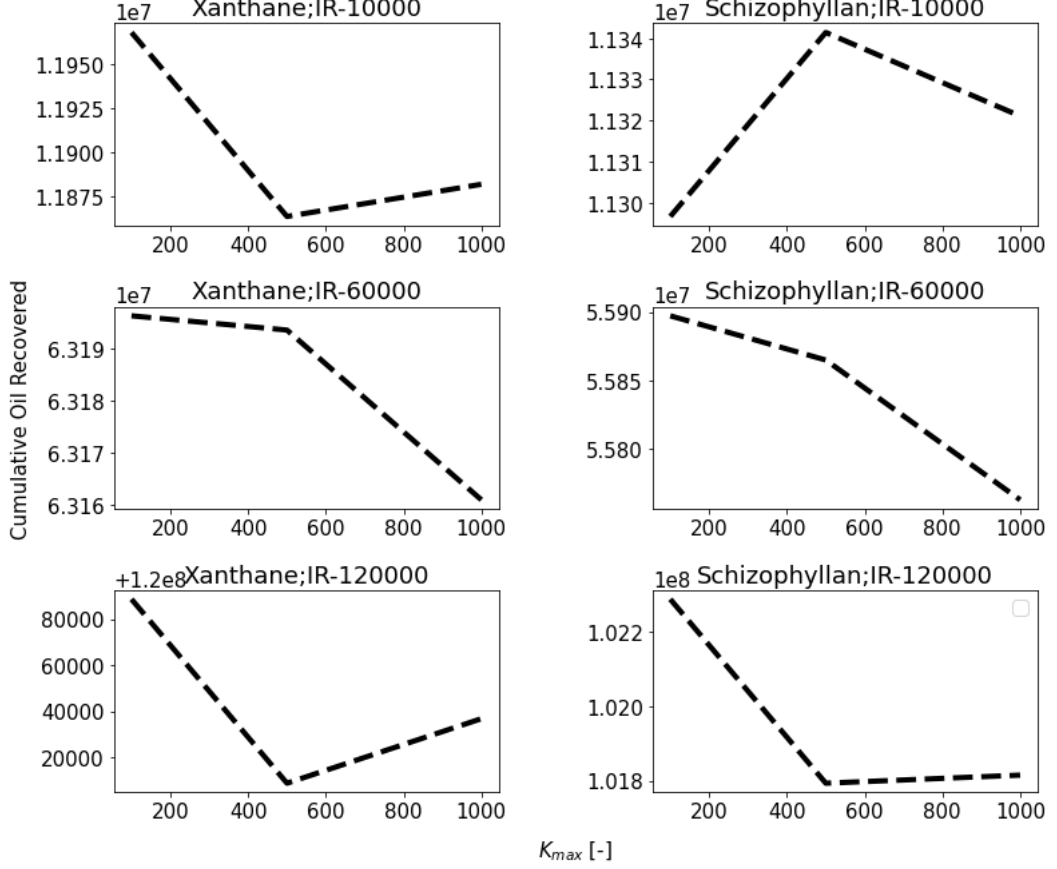 Xanthane;IR-10000
1e7
1.1950
1.1925
1.1900
1.1875
200 400 600 800 1000
Schizophyllan;IR-10000
1e7
1.134
1.133
1.132
1.131
1.130
200 400 600 800 1000
Cumulative Oil Recovered
Xanthane;IR-60000
1e7
6.319
6.318
6.317
6.316
200 400 600 800 1000
Schizophyllan;IR-60000
1e7
5.590
5.585
5.580
200 400 600 800 1000
+1.2e8
Xanthane;IR-120000
80000
60000
40000
20000
200 400 600 800 1000
1e8
Schizophyllan;IR-120000
1.022
1.020
1.018
200 400 600 800 1000
Kmax [-]